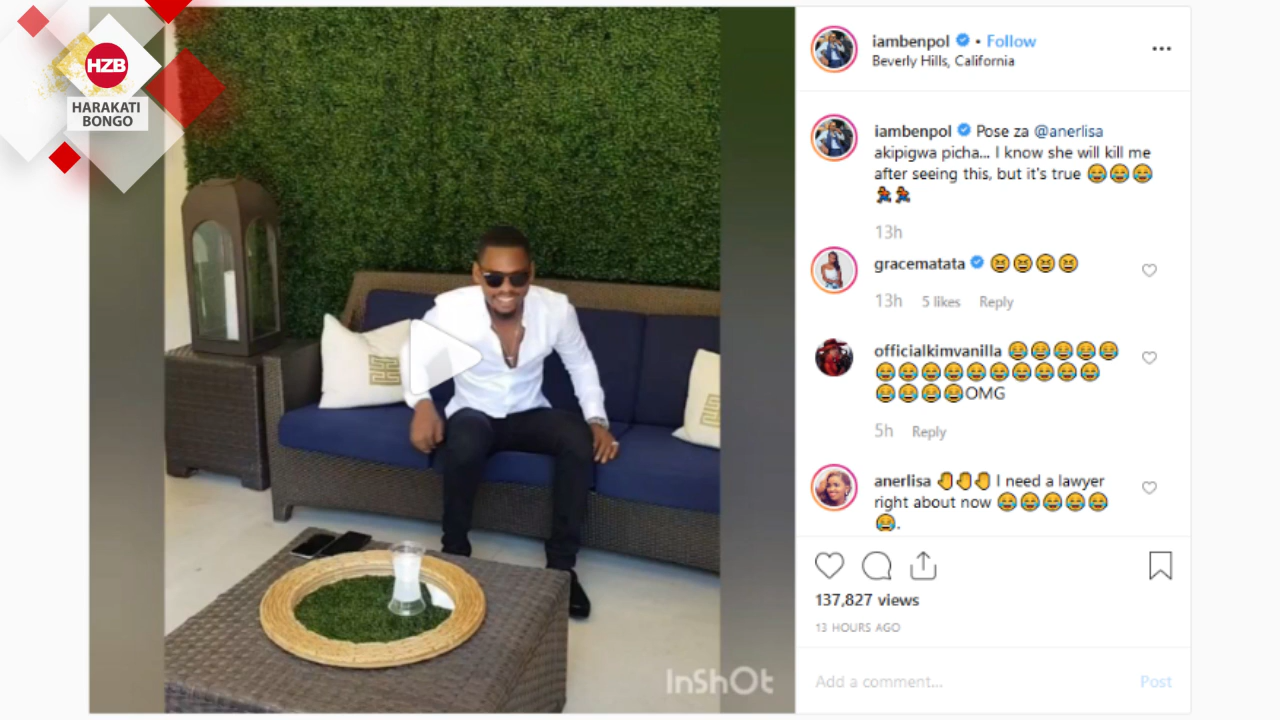 HZB
HARAKATI
BONGO
iambenpol • Follow
Beverly Hills, California
iambenpol Pose za @anerlisa
akipigwa picha... I know she will kill me
after seeing this, but it's true 😂😂😂
🏃🏃
13h
gracematata 😆😆😆😆
13h 5 likes Reply
officialkimvanilla 😂😂😂😂😂
😂😂😂😂😂😂😂😂😂😂
😂😂😂😂OMG
5h Reply
anerlisa 🤚🤚🤚 I need a lawyer
right about now 😂😂😂😂😂
😂.
137,827 views
13 HOURS AGO
Add a comment... Post
InShOt